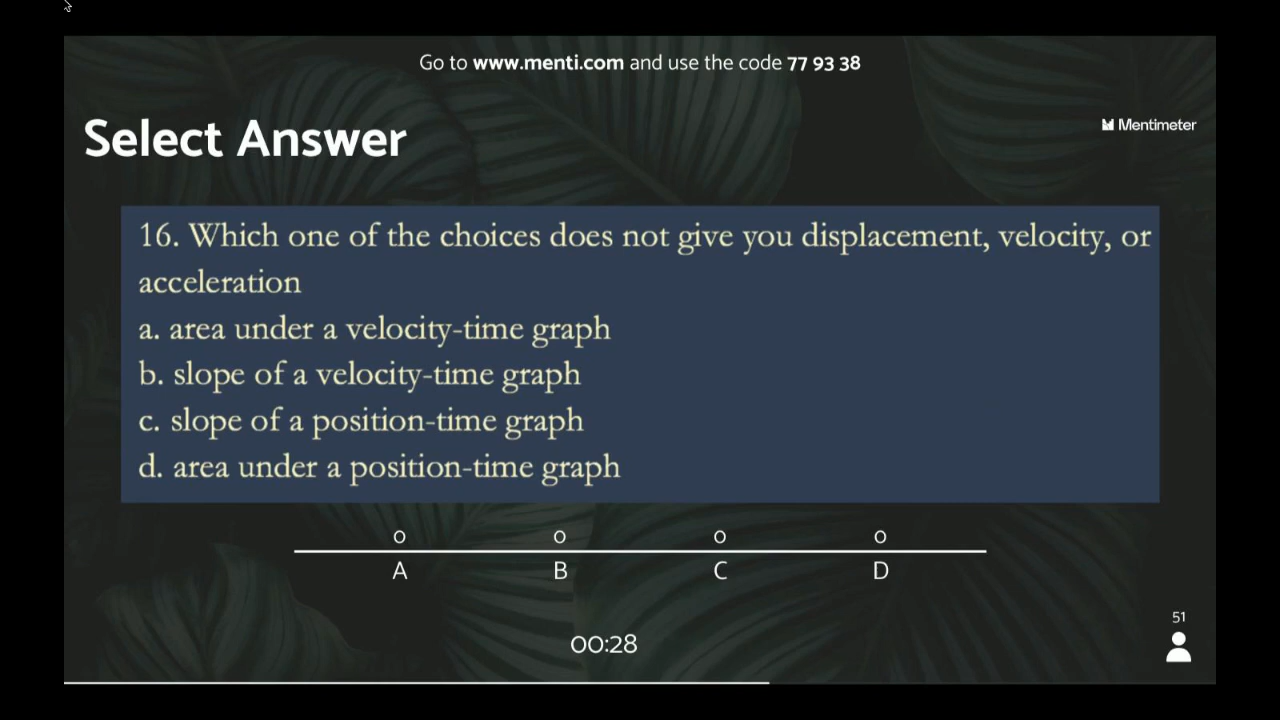 Go to www.menti.com and use the code 77 93 38
Select Answer
Mentimeter
16. Which one of the choices does not give you displacement, velocity, or
acceleration
a. area under a velocity-time graph
b. slope of a velocity-time graph
c. slope of a position-time graph
d. area under a position-time graph
0 0 0 0
A B C D
00:28
51